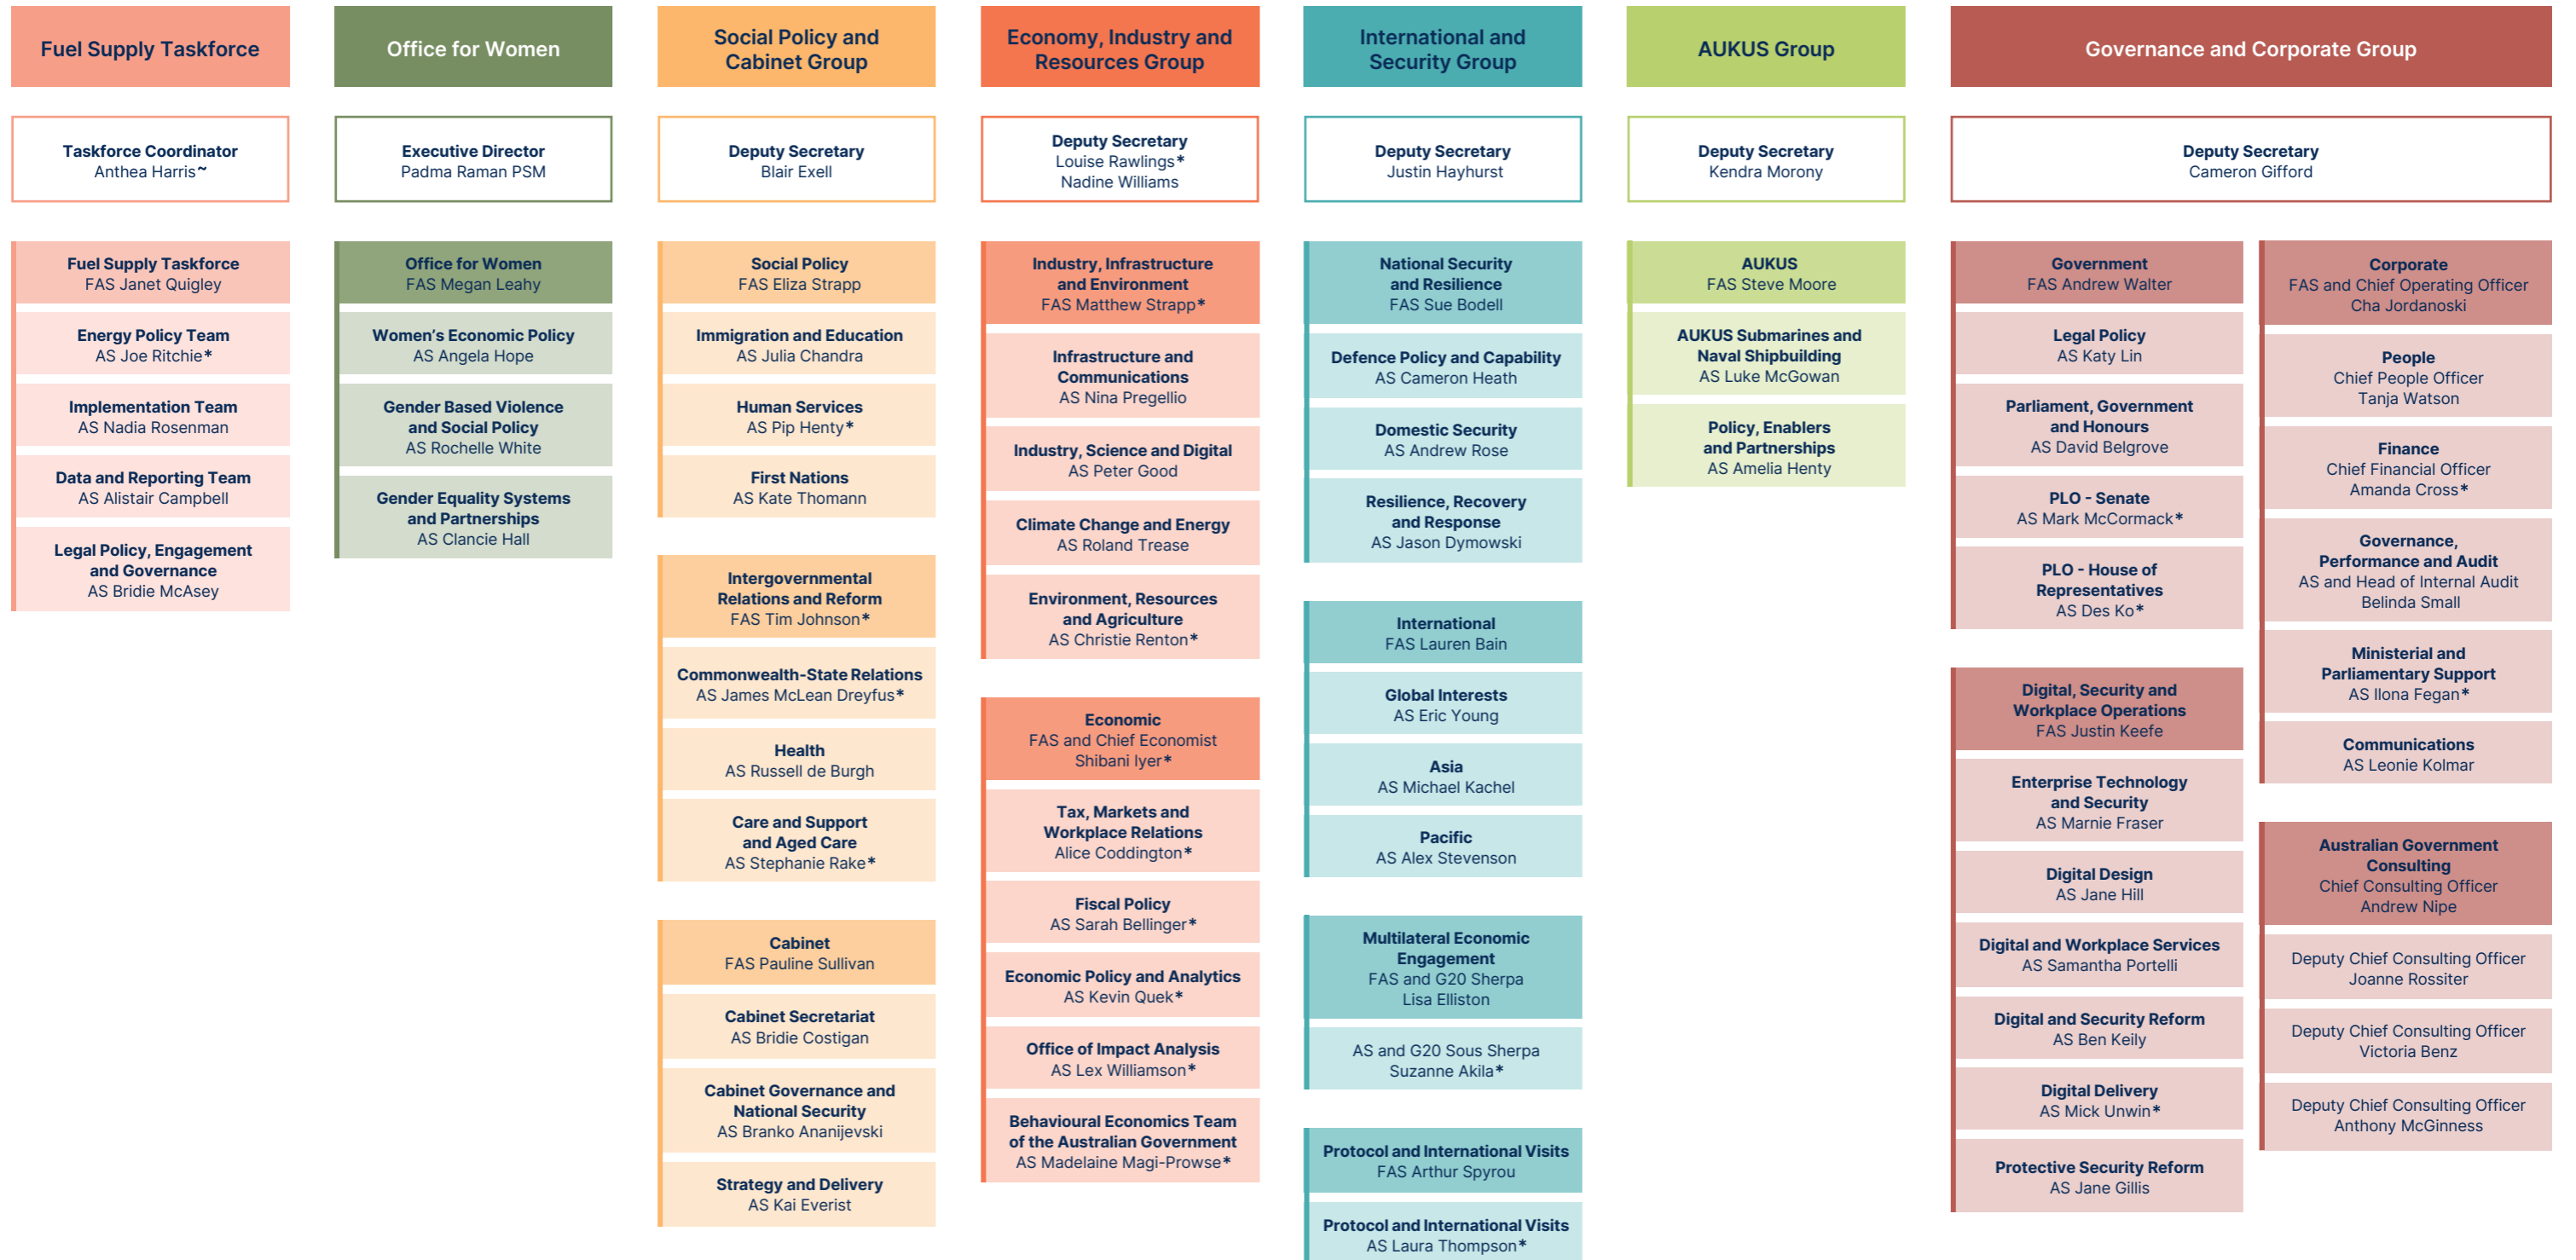 Fuel Supply Taskforce
Taskforce Coordinator
Anthea Harris~
Fuel Supply Taskforce
FAS Janet Quigley
Energy Policy Team
AS Joe Ritchie*
Implementation Team
AS Nadia Rosenman
Data and Reporting Team
AS Alistair Campbell
Legal Policy, Engagement
and Governance
AS Bridie McAsey
Office for Women
Executive Director
Padma Raman PSM
Office for Women
FAS Megan Leahy
Women's Economic Policy
AS Angela Hope
Gender Based Violence
and Social Policy
AS Rochelle White
Gender Equality Systems
and Partnerships
AS Clancie Hall
Social Policy and
Cabinet Group
Deputy Secretary
Blair Exell
Social Policy
FAS Eliza Strapp
Immigration and Education
AS Julia Chandra
Human Services
AS Pip Henty*
First Nations
AS Kate Thomann
Intergovernmental
Relations and Reform
FAS Tim Johnson*
Commonwealth-State Relations
AS James McLean Dreyfus*
Health
AS Russell de Burgh
Care and Support
and Aged Care
AS Stephanie Rake*
Cabinet
FAS Pauline Sullivan
Cabinet Secretariat
AS Bridie Costigan
Cabinet Governance and
National Security
AS Branko Ananijevski
Strategy and Delivery
AS Kai Everist
Economy, Industry and
Resources Group
Deputy Secretary
Louise Rawlings*
Nadine Williams
Industry, Infrastructure
and Environment
FAS Matthew Strapp*
Infrastructure and
Communications
AS Nina Pregellio
Industry, Science and Digital
AS Peter Good
Climate Change and Energy
AS Roland Trease
Environment, Resources
and Agriculture
AS Christie Renton*
Economic
FAS and Chief Economist
Shibani Iyer*
Tax, Markets and
Workplace Relations
Alice Coddington*
Fiscal Policy
AS Sarah Bellinger*
Economic Policy and Analytics
AS Kevin Quek*
Office of Impact Analysis
AS Lex Williamson*
Behavioural Economics Team
of the Australian Government
AS Madelaine Magi-Prowse*
International and
Security Group
Deputy Secretary
Justin Hayhurst
National Security
and Resilience
FAS Sue Bodell
Defence Policy and Capability
AS Cameron Heath
Domestic Security
AS Andrew Rose
Resilience, Recovery
and Response
AS Jason Dymowski
International
FAS Lauren Bain
Global Interests
AS Eric Young
Asia
AS Michael Kachel
Pacific
AS Alex Stevenson
Multilateral Economic
Engagement
FAS and G20 Sherpa
Lisa Elliston
AS and G20 Sous Sherpa
Suzanne Akila*
Protocol and International Visits
FAS Arthur Spyrou
Protocol and International Visits
AS Laura Thompson*
AUKUS Group
Deputy Secretary
Kendra Morony
AUKUS
FAS Steve Moore
AUKUS Submarines and
Naval Shipbuilding
AS Luke McGowan
Policy, Enablers
and Partnerships
AS Amelia Henty
Governance and Corporate Group
Deputy Secretary
Cameron Gifford
Government
FAS Andrew Walter
Legal Policy
AS Katy Lin
Parliament, Government
and Honours
AS David Belgrove
PLO - Senate
AS Mark McCormack*
PLO - House of
Representatives
AS Des Ko*
Digital, Security and
Workplace Operations
FAS Justin Keefe
Enterprise Technology
and Security
AS Marnie Fraser
Digital Design
AS Jane Hill
Digital and Workplace Services
AS Samantha Portelli
Digital and Security Reform
AS Ben Keily
Digital Delivery
AS Mick Unwin*
Protective Security Reform
AS Jane Gillis
Corporate
FAS and Chief Operating Officer
Cha Jordanoski
People
Chief People Officer
Tanja Watson
Finance
Chief Financial Officer
Amanda Cross*
Governance,
Performance and Audit
AS and Head of Internal Audit
Belinda Small
Ministerial and
Parliamentary Support
AS Ilona Fegan*
Communications
AS Leonie Kolmar
Australian Government
Consulting
Chief Consulting Officer
Andrew Nipe
Deputy Chief Consulting Officer
Joanne Rossiter
Deputy Chief Consulting Officer
Victoria Benz
Deputy Chief Consulting Officer
Anthony McGinness